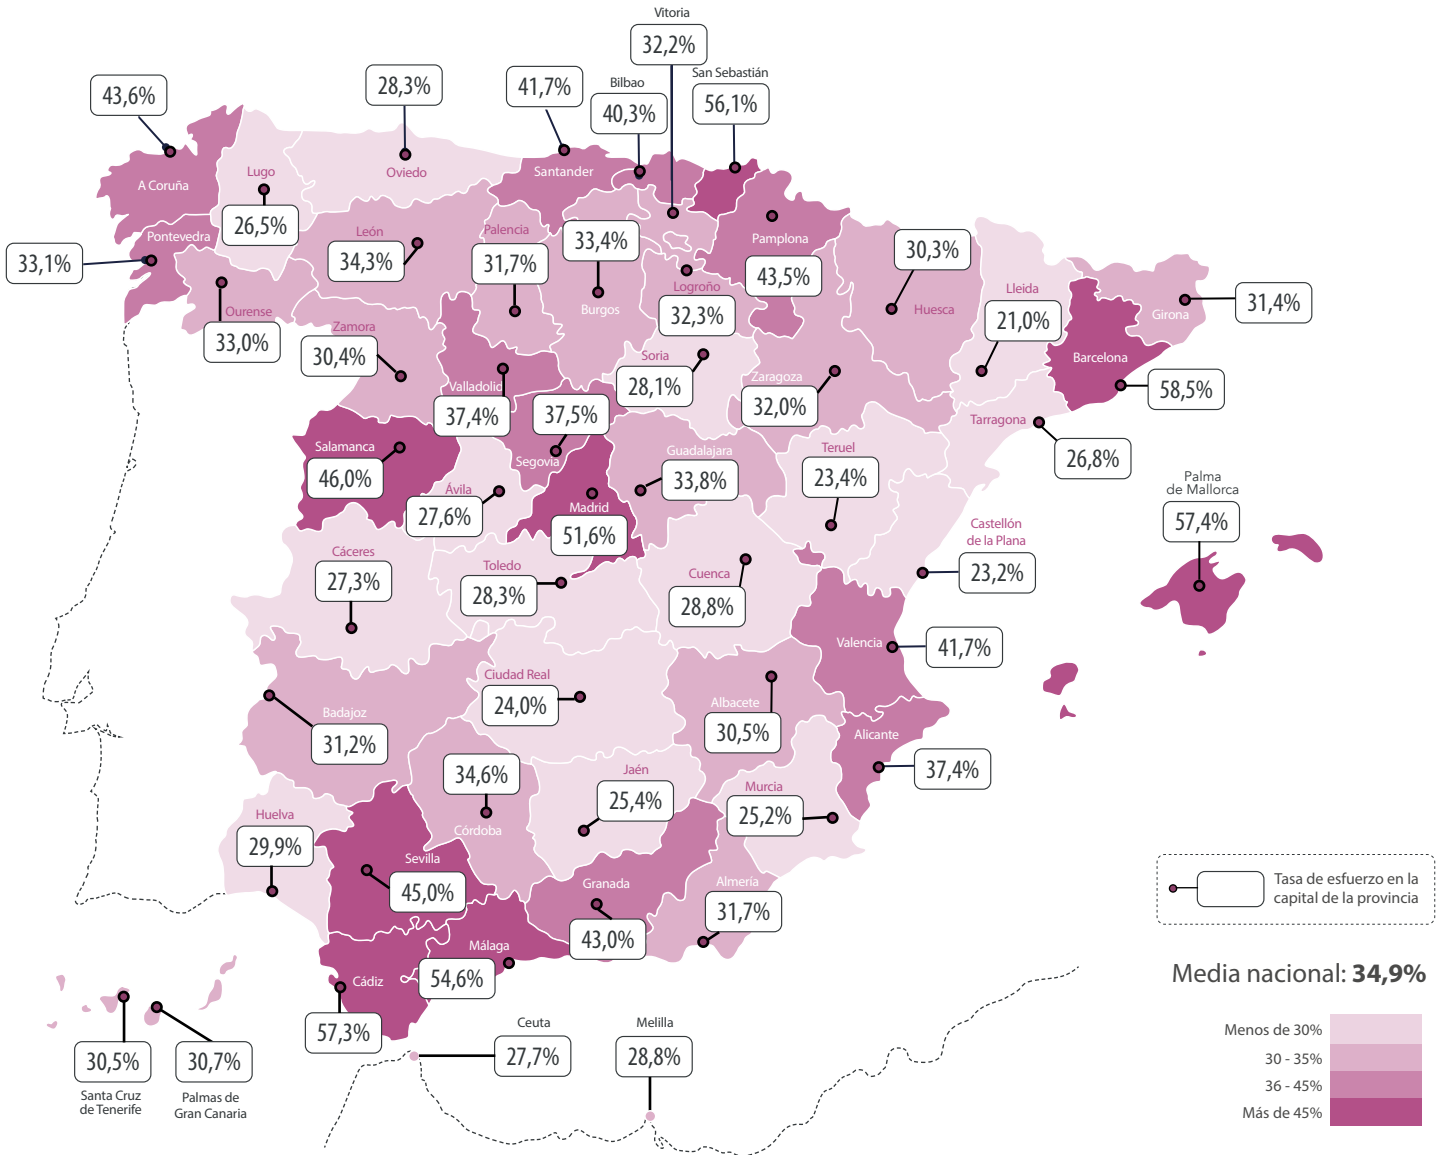 Vitoria
32,2%
San Sebastián
56,1%
Bilbao
40,3%
41,7%
Santander
28,3%
Oviedo
43,6%
A Coruña
Lugo
26,5%
Pontevedra
33,1%
Ourense
33,0%
León
34,3%
Palencia
31,7%
33,4%
Burgos
Logroño
32,3%
Pamplona
43,5%
30,3%
Huesca
Lleida
21,0%
Girona
31,4%
Barcelona
58,5%
Tarragona
26,8%
Zamora
30,4%
Valladolid
37,4%
37,5%
Segovia
Soria
28,1%
Zaragoza
32,0%
Salamanca
46,0%
Ávila
27,6%
Madrid
51,6%
Guadalajara
33,8%
Teruel
23,4%
Castellón
de la Plana
23,2%
Palma
de Mallorca
57,4%
Cáceres
27,3%
Toledo
28,3%
Cuenca
28,8%
Valencia
41,7%
Badajoz
31,2%
Ciudad Real
24,0%
Albacete
30,5%
Alicante
37,4%
34,6%
Córdoba
Jaén
25,4%
Murcia
25,2%
Huelva
29,9%
Sevilla
45,0%
Granada
43,0%
Almería
31,7%
Málaga
54,6%
Cádiz
57,3%
Ceuta
27,7%
Melilla
28,8%
30,5%
Santa Cruz
de Tenerife
30,7%
Palmas de
Gran Canaria
Tasa de esfuerzo en la
capital de la provincia
Media nacional: 34,9%
Menos de 30%
30 - 35%
36 - 45%
Más de 45%